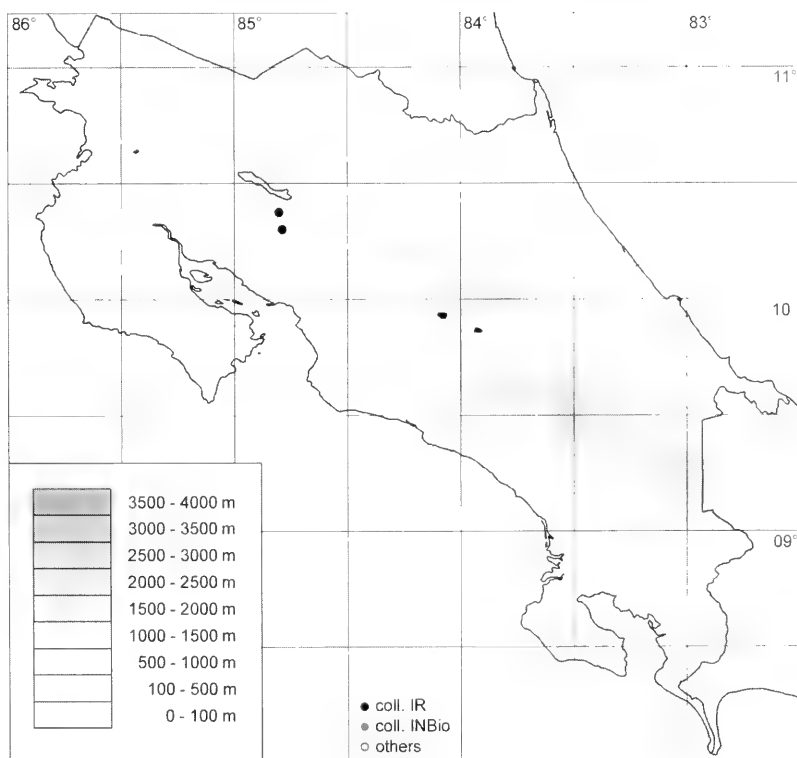 86° 85° 84° 83°
11°
10
09°
3500 - 4000 m
3000 - 3500 m
2500 - 3000 m
2000 - 2500 m
1500 - 2000 m
1000 - 1500 m
500 - 1000 m
100 - 500 m
0 - 100 m
coll. IR
coll. INBio
others